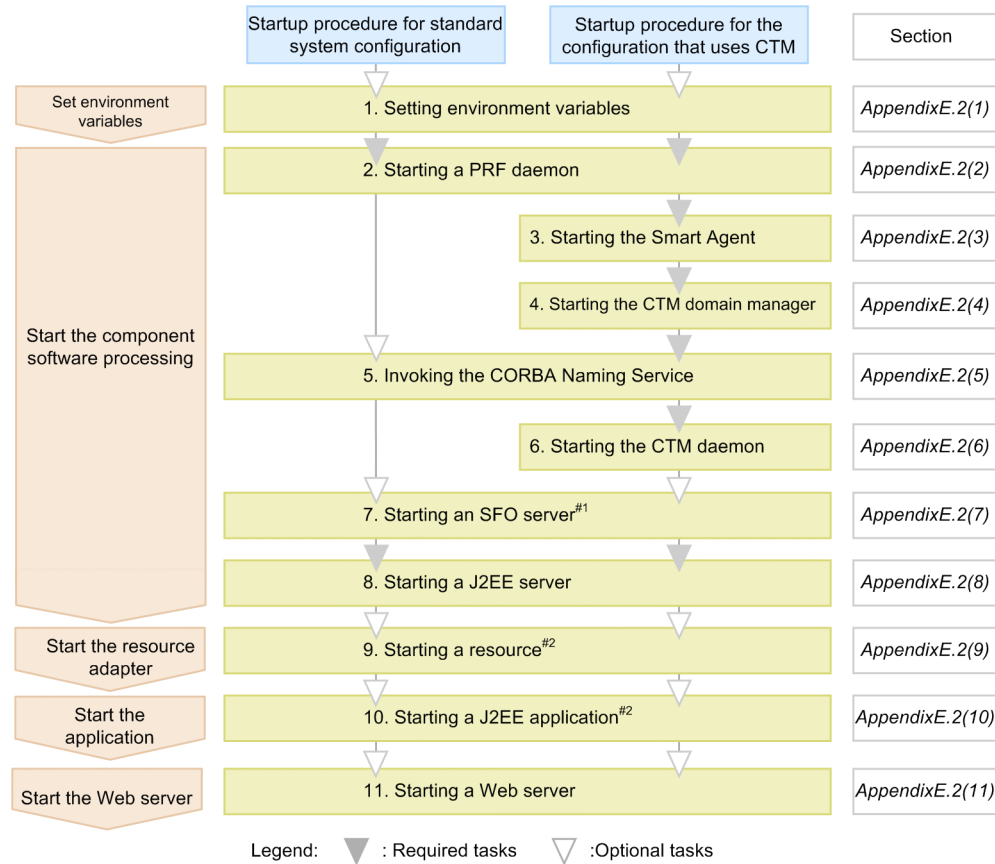 Startup procedure for standard
system configuration
Startup procedure for the
configuration that uses CTM
Section
Set environment
variables
1. Setting environment variables
AppendixE.2(1)
2. Starting a PRF daemon
AppendixE.2(2)
3. Starting the Smart Agent
AppendixE.2(3)
4. Starting the CTM domain manager
AppendixE.2(4)
Start the component
software processing
5. Invoking the CORBA Naming Service
AppendixE.2(5)
6. Starting the CTM daemon
AppendixE.2(6)
7. Starting an SFO server#1
AppendixE.2(7)
8. Starting a J2EE server
AppendixE.2(8)
Start the resource
adapter
9. Starting a resource#2
AppendixE.2(9)
Start the
application
10. Starting a J2EE application#2
AppendixE.2(10)
Start the Web server
11. Starting a Web server
AppendixE.2(11)
Legend: : Required tasks :Optional tasks